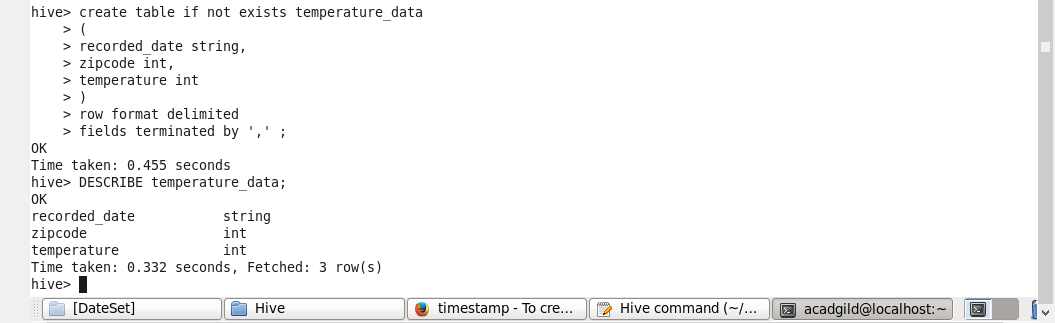 hive> create table if not exists temperature_data
    > (
    > recorded_date string,
    > zipcode int,
    > temperature int
    > )
    > row format delimited
    > fields terminated by ',' ;
OK
Time taken: 0.455 seconds
hive> DESCRIBE temperature_data;
OK
recorded_date           string
zipcode                 int
temperature             int
Time taken: 0.332 seconds, Fetched: 3 row(s)
hive>
[DateSet] Hive timestamp - To cre... Hive command (~/... acadgild@localhost:~